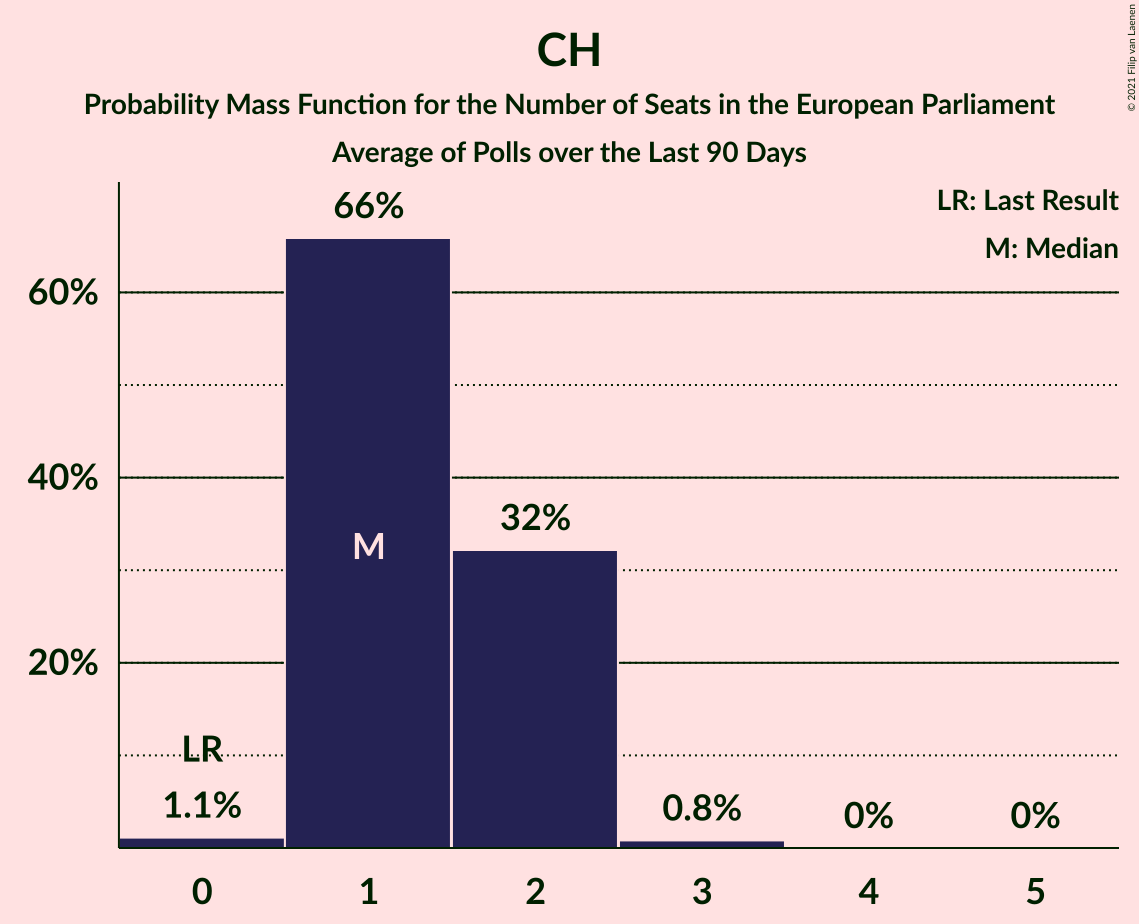 CH
Probability Mass Function for the Number of Seats in the European Parliament
Average of Polls over the Last 90 Days
© 2021 Filip van Laenen
LR: Last Result
M: Median
66%
60%
40%
32%
M
20%
LR
1.1%
0.8%
0%
0%
0 1 2 3 4 5